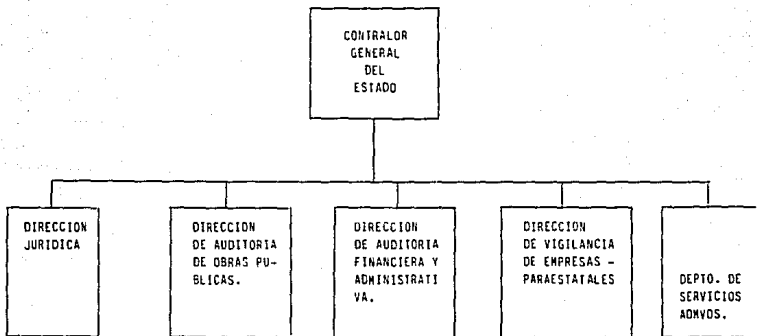 CONTRALOR
GENERAL
DEL
ESTADO
DIRECCION
JURIDICA
DIRECCION
DE AUDITORIA
DE OBRAS PU-
BLICAS.
DIRECCION
DE AUDITORIA
FINANCIERA Y
ADMINISTRATI
VA.
DIRECCION
DE VIGILANCIA
DE EMPRESAS -
PARAESTATALES
DEPTO. DE
SERVICIOS
ADMVOS.